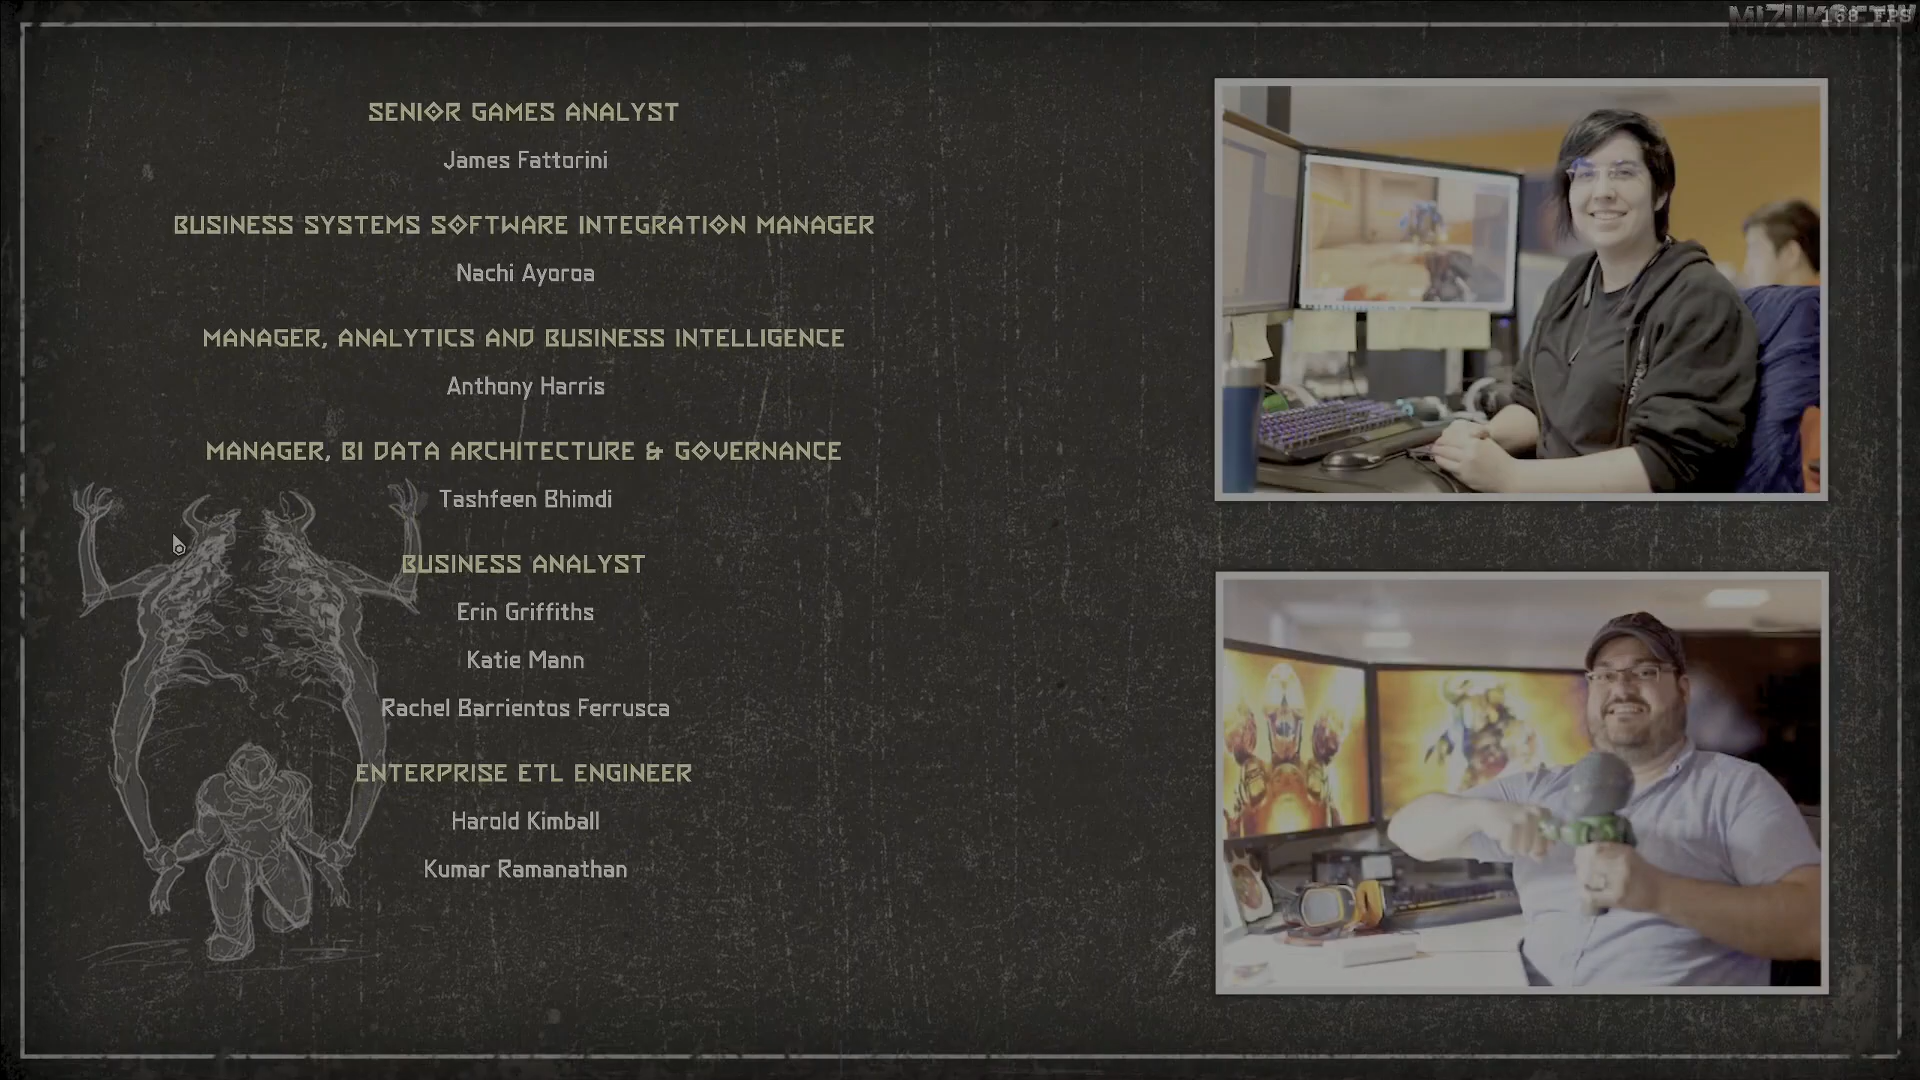 SENIOR GAMES ANALYST
James Fattorini
BUSINESS SYSTEMS SOFTWARE INTEGRATION MANAGER
Nachi Ayoroa
MANAGER, ANALYTICS AND BUSINESS INTELLIGENCE
Anthony Harris
MANAGER, BI DATA ARCHITECTURE & GOVERNANCE
Tashfeen Bhimdi
BUSINESS ANALYST
Erin Griffiths
Katie Mann
Rachel Barrientos Ferrusca
ENTERPRISE ETL ENGINEER
Harold Kimball
Kumar Ramanathan
168 FPS